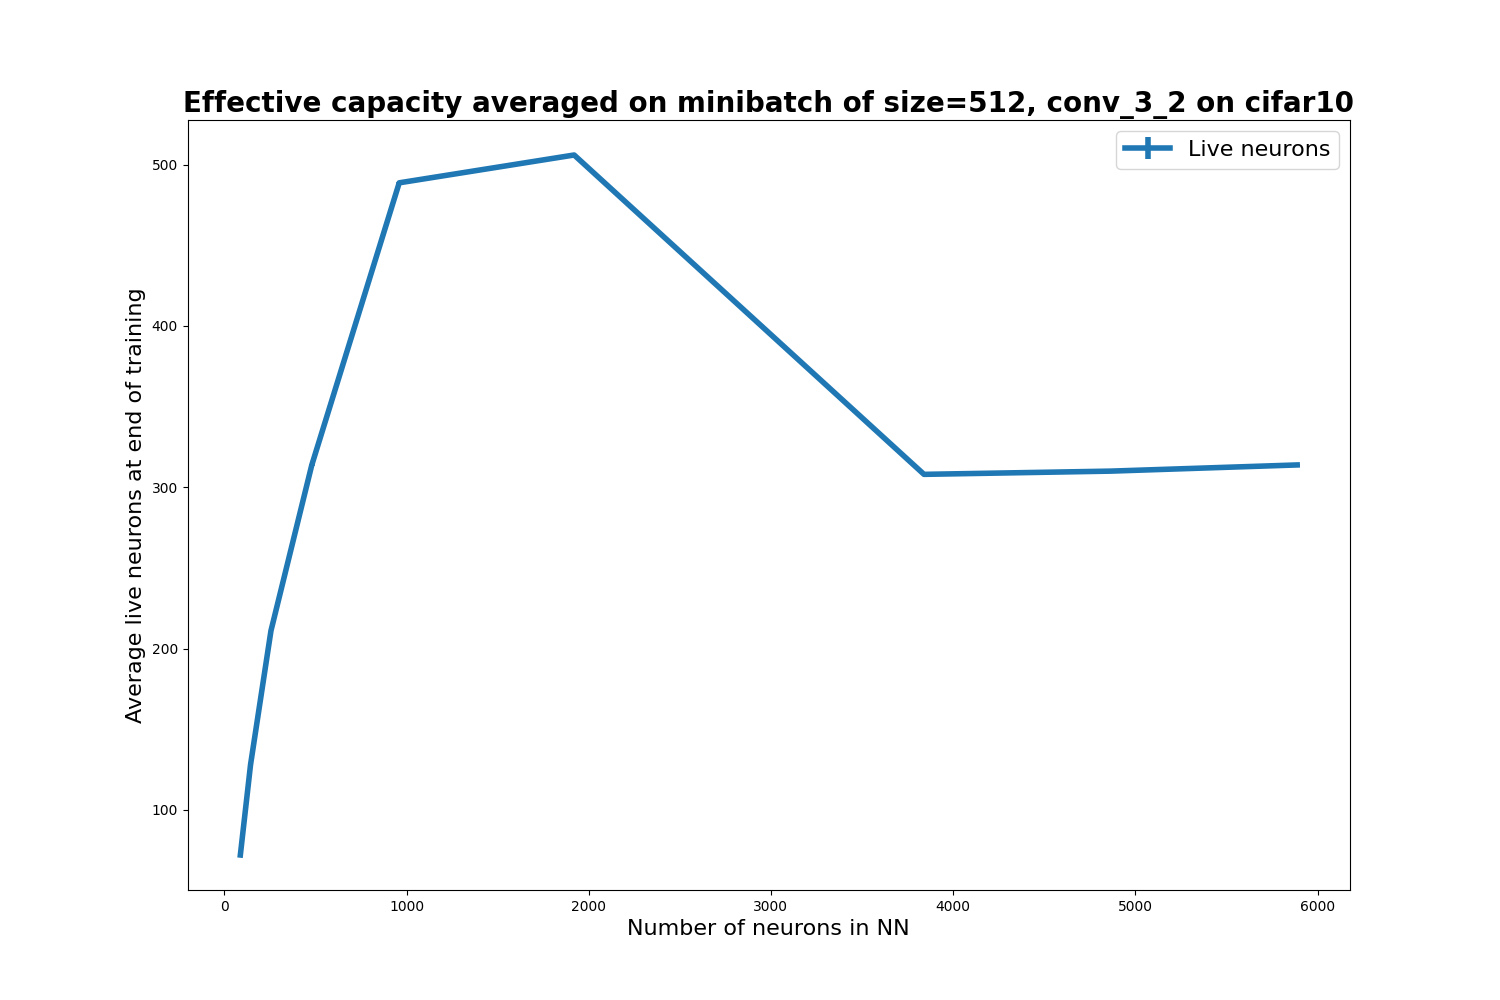 Effective capacity averaged on minibatch of size=512, conv_3_2 on cifar10
Live neurons
Average live neurons at end of training
500
400
300
200
100
0 1000 2000 3000 4000 5000 6000
Number of neurons in NN